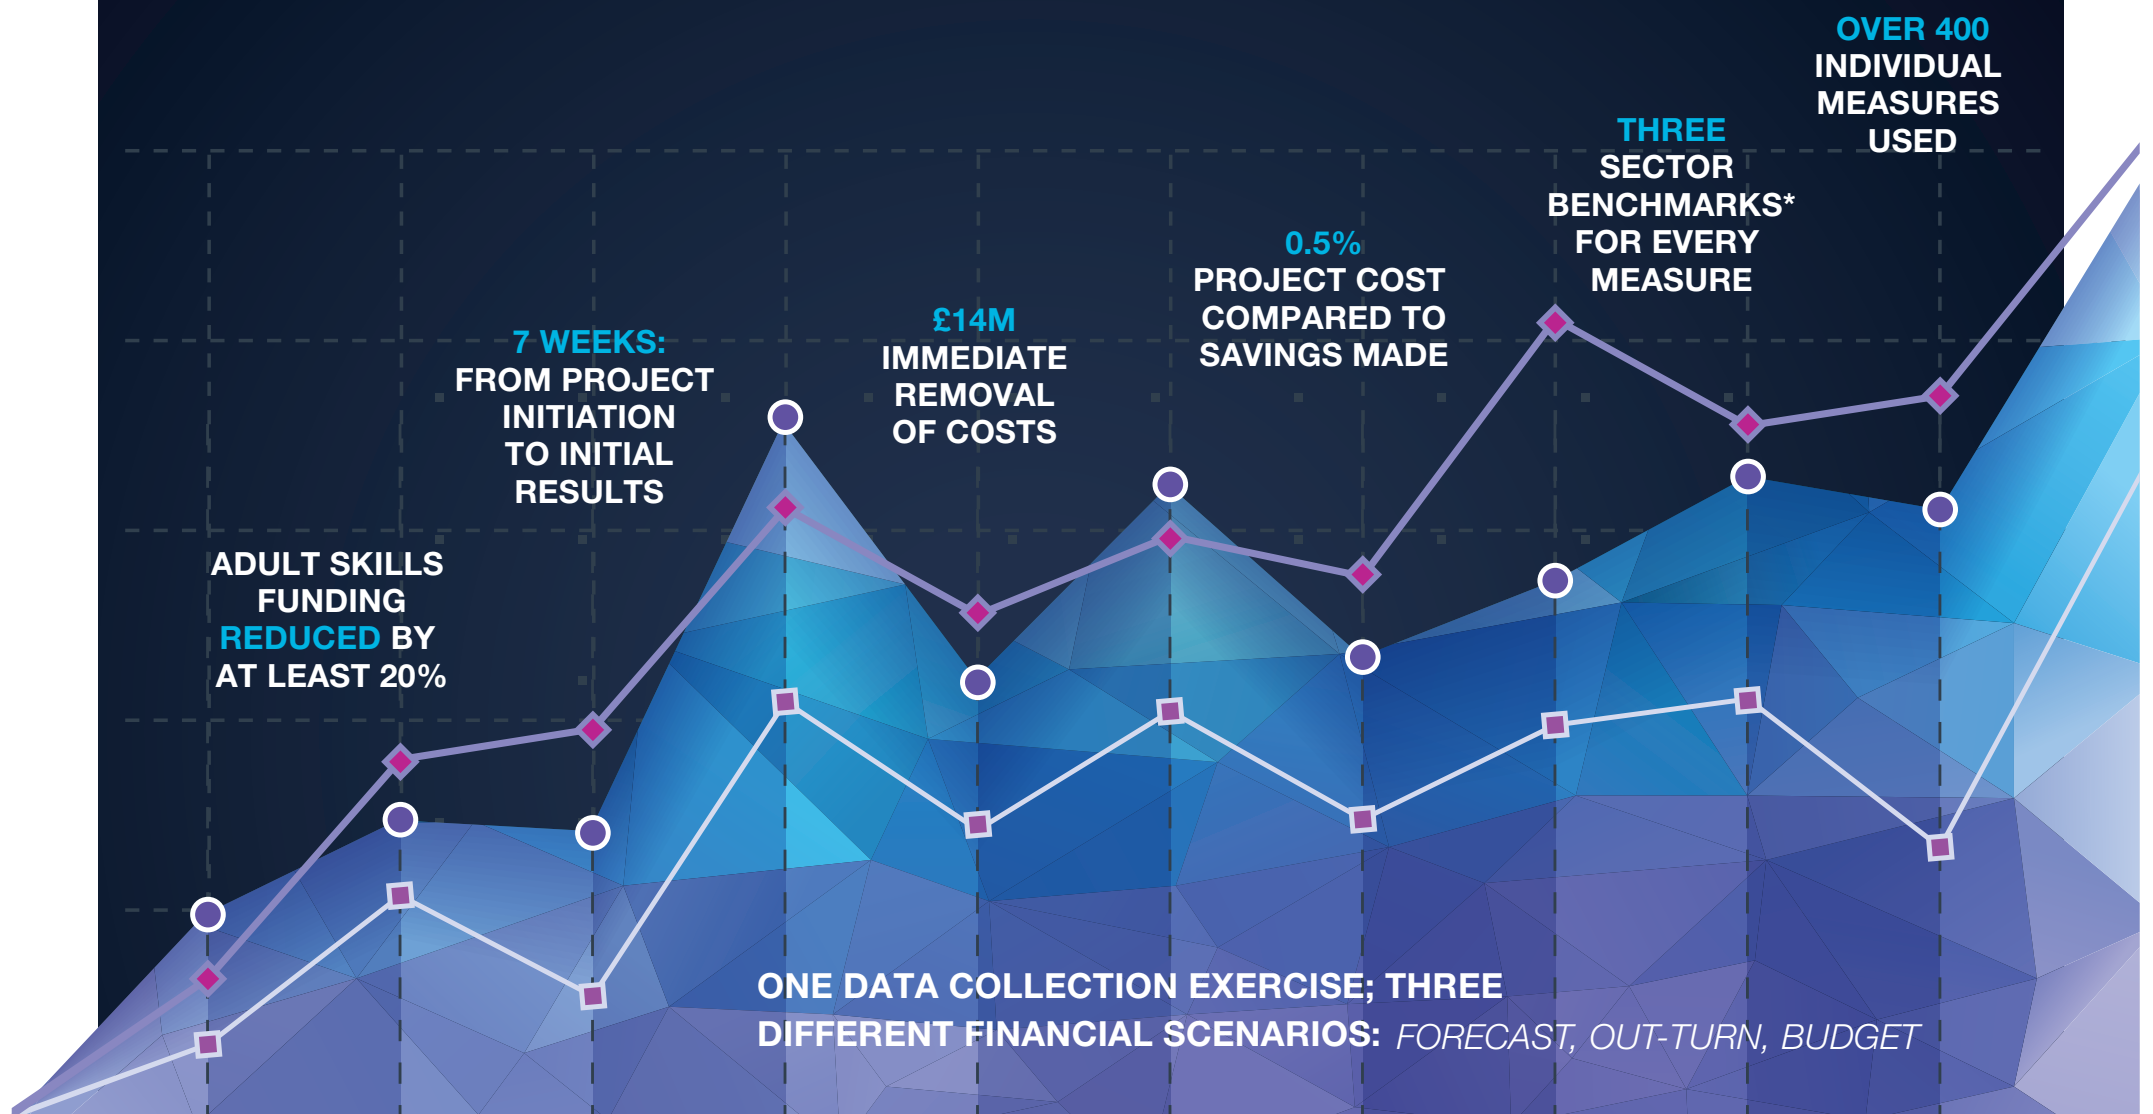 ADULT SKILLS
FUNDING
REDUCED BY
AT LEAST 20%
7 WEEKS:
FROM PROJECT
INITIATION
TO INITIAL
RESULTS
£14M
IMMEDIATE
REMOVAL
OF COSTS
0.5%
PROJECT COST
COMPARED TO
SAVINGS MADE
THREE
SECTOR
BENCHMARKS*
FOR EVERY
MEASURE
OVER 400
INDIVIDUAL
MEASURES
USED
ONE DATA COLLECTION EXERCISE; THREE
DIFFERENT FINANCIAL SCENARIOS: FORECAST, OUT-TURN, BUDGET